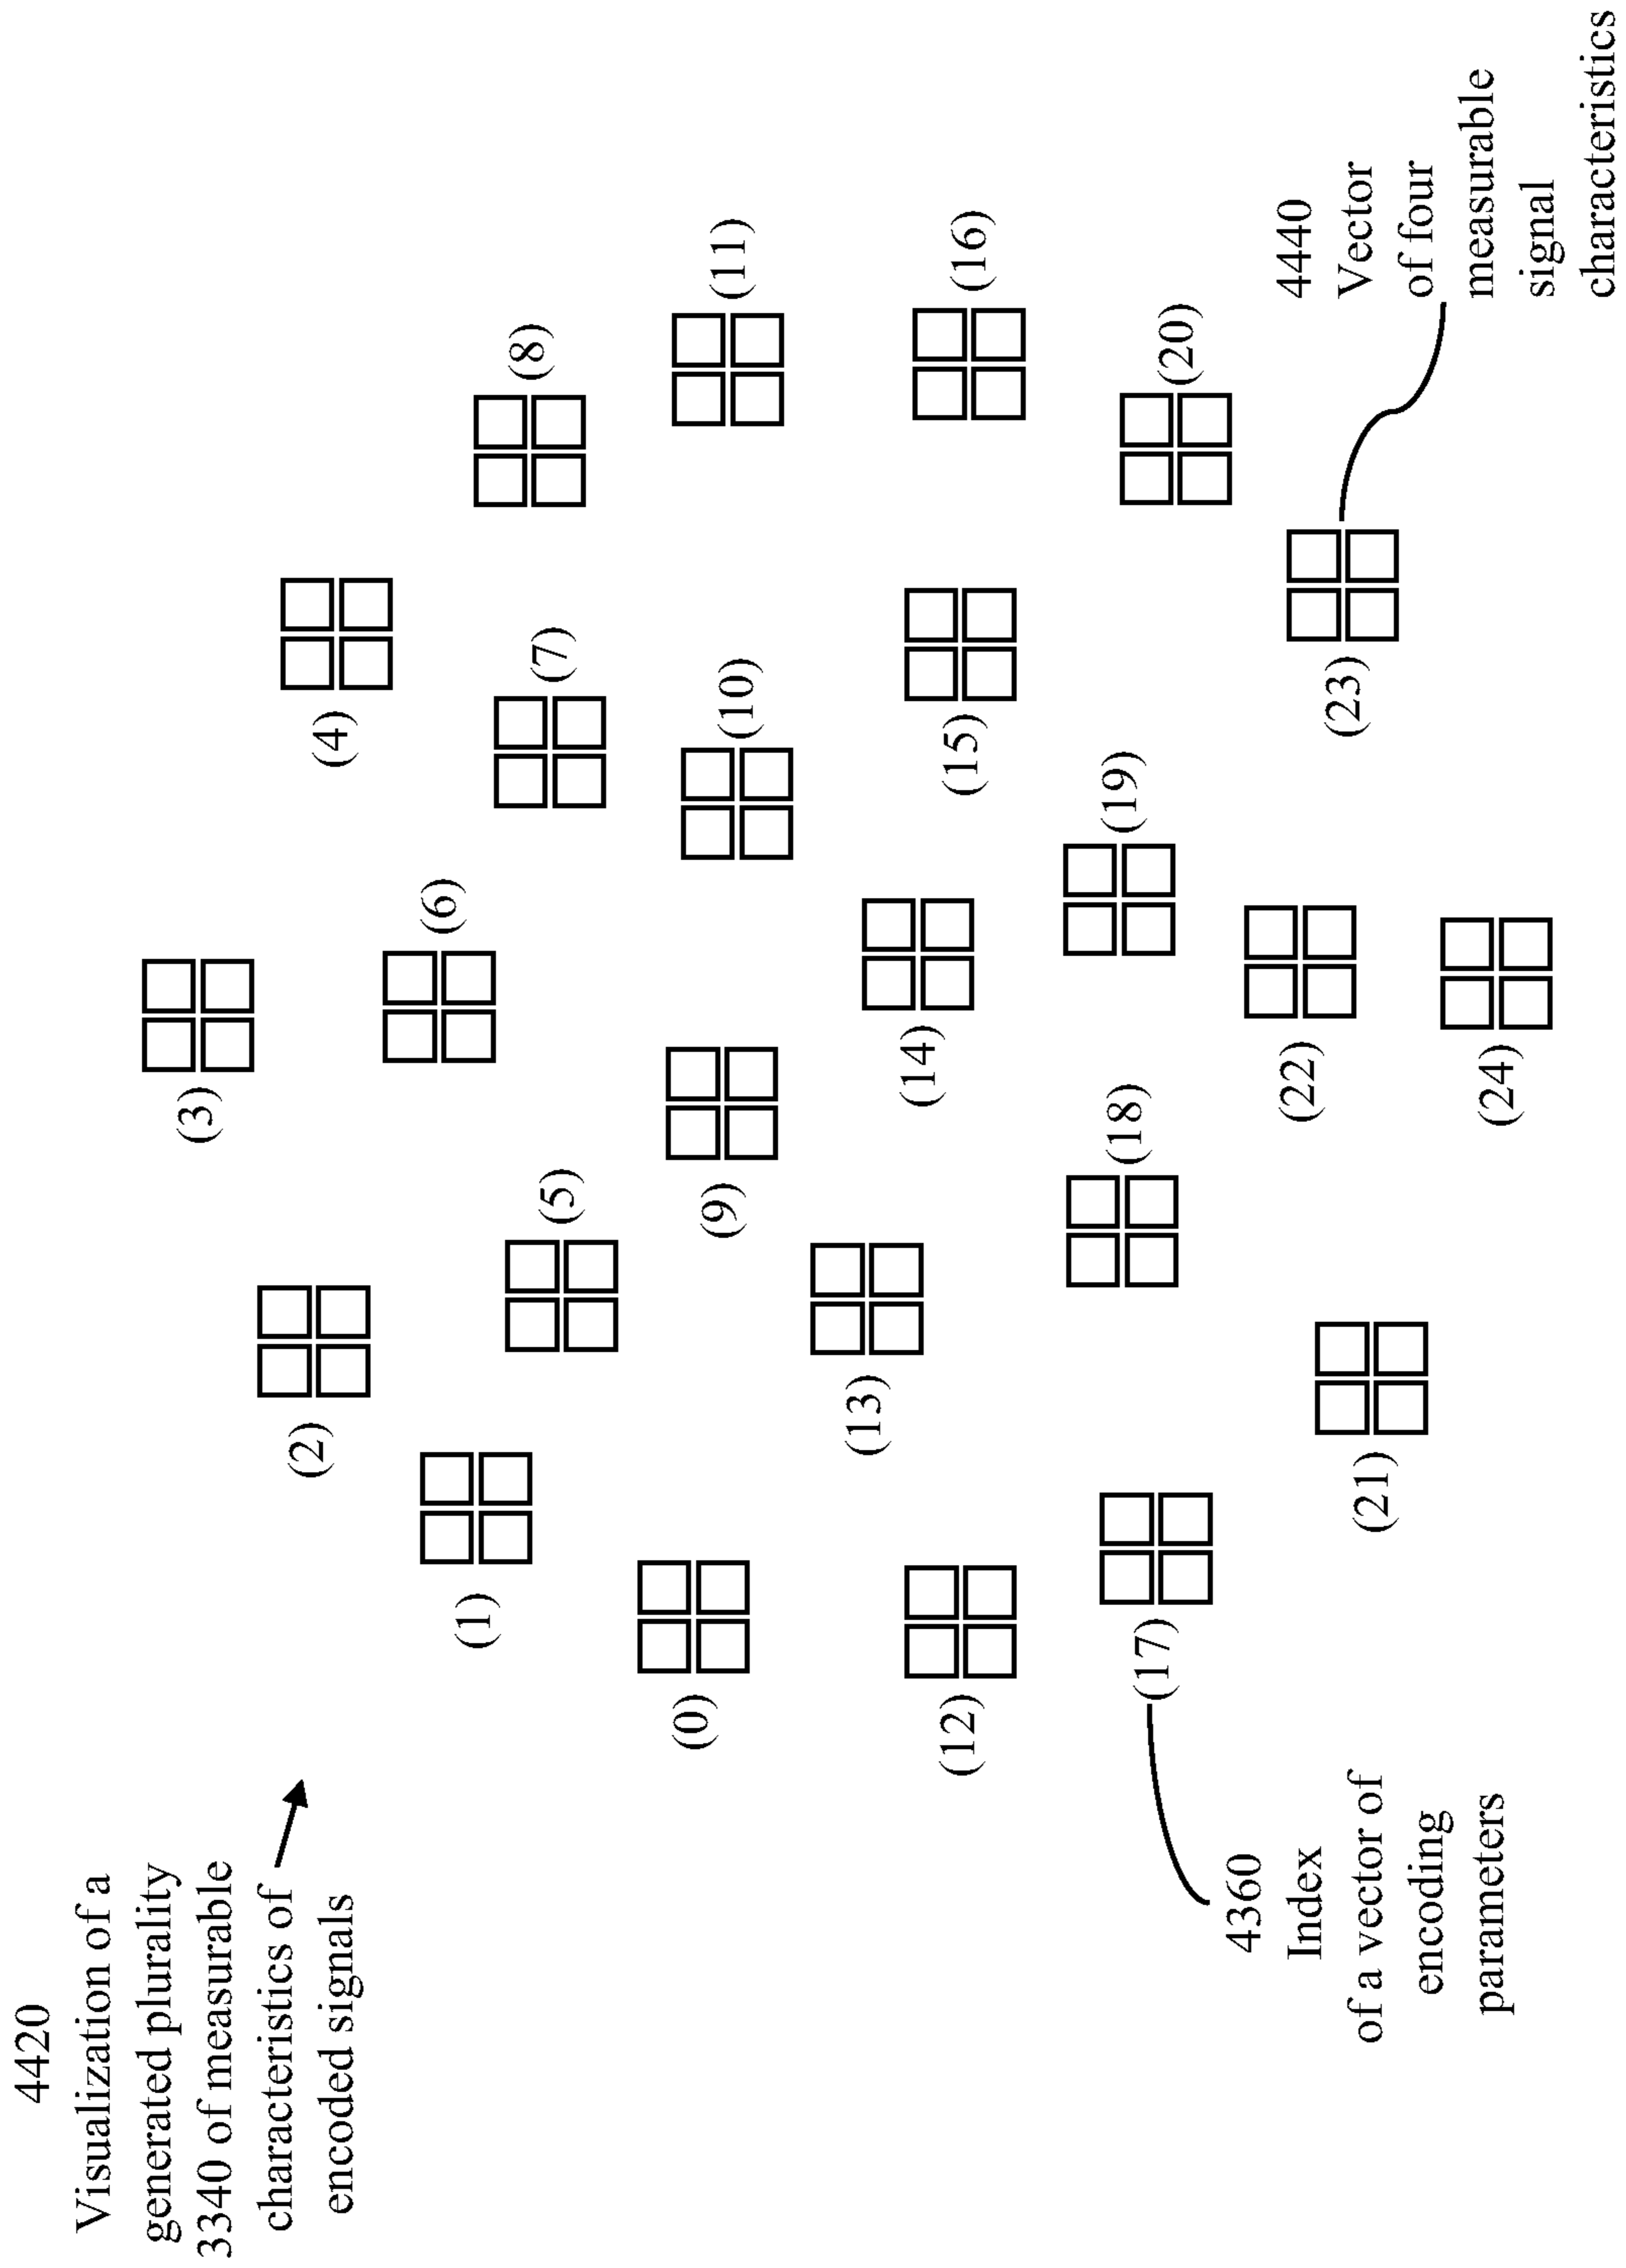 4420
Visualization of a
generated plurality
3340 of measurable
characteristics of
encoded signals
(0)
(1)
(2)
(3)
(4)
(5)
(6)
(7)
(8)
(9)
(10)
(11)
(12)
(13)
(14)
(15)
(16)
(17)
(18)
(19)
(20)
(21)
(22)
(23)
(24)
4360
Index
of a vector of
encoding
parameters
4440
Vector
of four
measurable
signal
characteristics